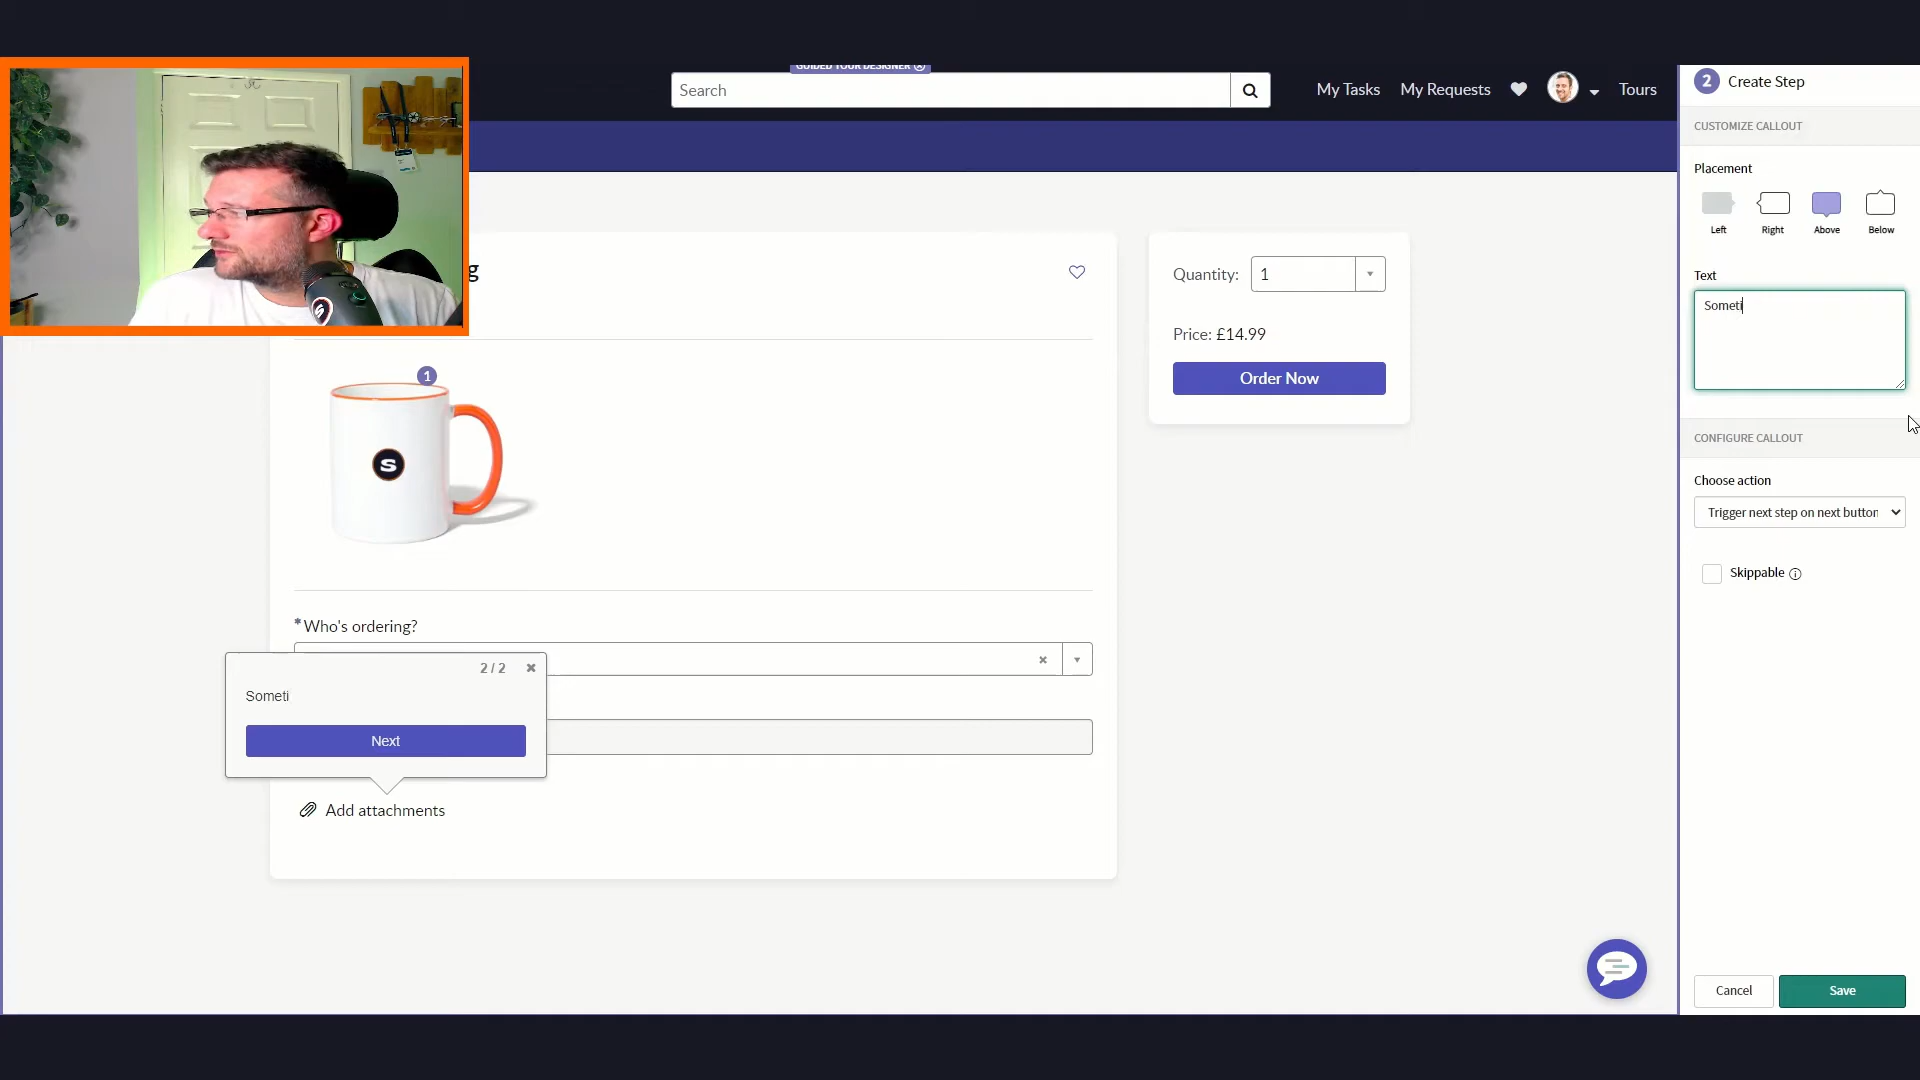 GUIDED TOUR DESIGNER
Search
My Tasks
My Requests
Tours
2 Create Step
CUSTOMIZE CALLOUT
Placement
Left
Right
Above
Below
Text
Someti
CONFIGURE CALLOUT
Choose action
Trigger next step on next button
Skippable
Cancel
Save
g
Quantity: 1
Price: £14.99
Order Now
1
S
*Who's ordering?
2 / 2
Someti
Next
Add attachments